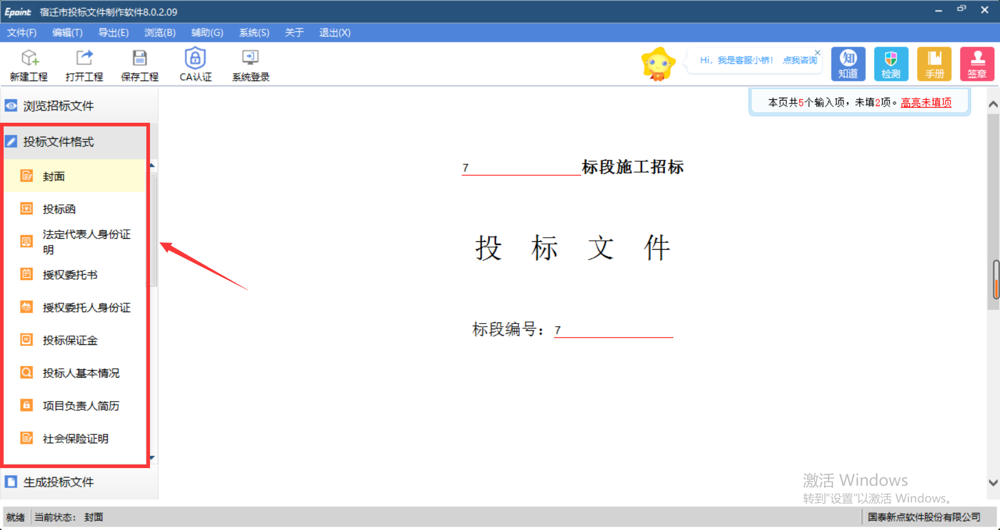 Epoint 宿迁市投标文件制作软件8.0.2.09
文件(F) 编辑(T) 导出(E) 浏览(B) 辅助(G) 系统(S) 关于 退出(X)
新建工程 打开工程 保存工程 CA认证 系统登录
Hi，我是客服小桥！ 点我咨询
知 知道 检测 手册 签章
浏览招标文件
本页共5个输入项，未填2项。高亮未填项
投标文件格式
封面
投标函
法定代表人身份证
明
授权委托书
授权委托人身份证
投标保证金
投标人基本情况
项目负责人简历
社会保险证明
生成投标文件
7 标段施工招标
投 标 文 件
标段编号：7
激活 Windows
转到“设置”以激活 Windows。
就绪 当前状态： 封面 国泰新点软件股份有限公司